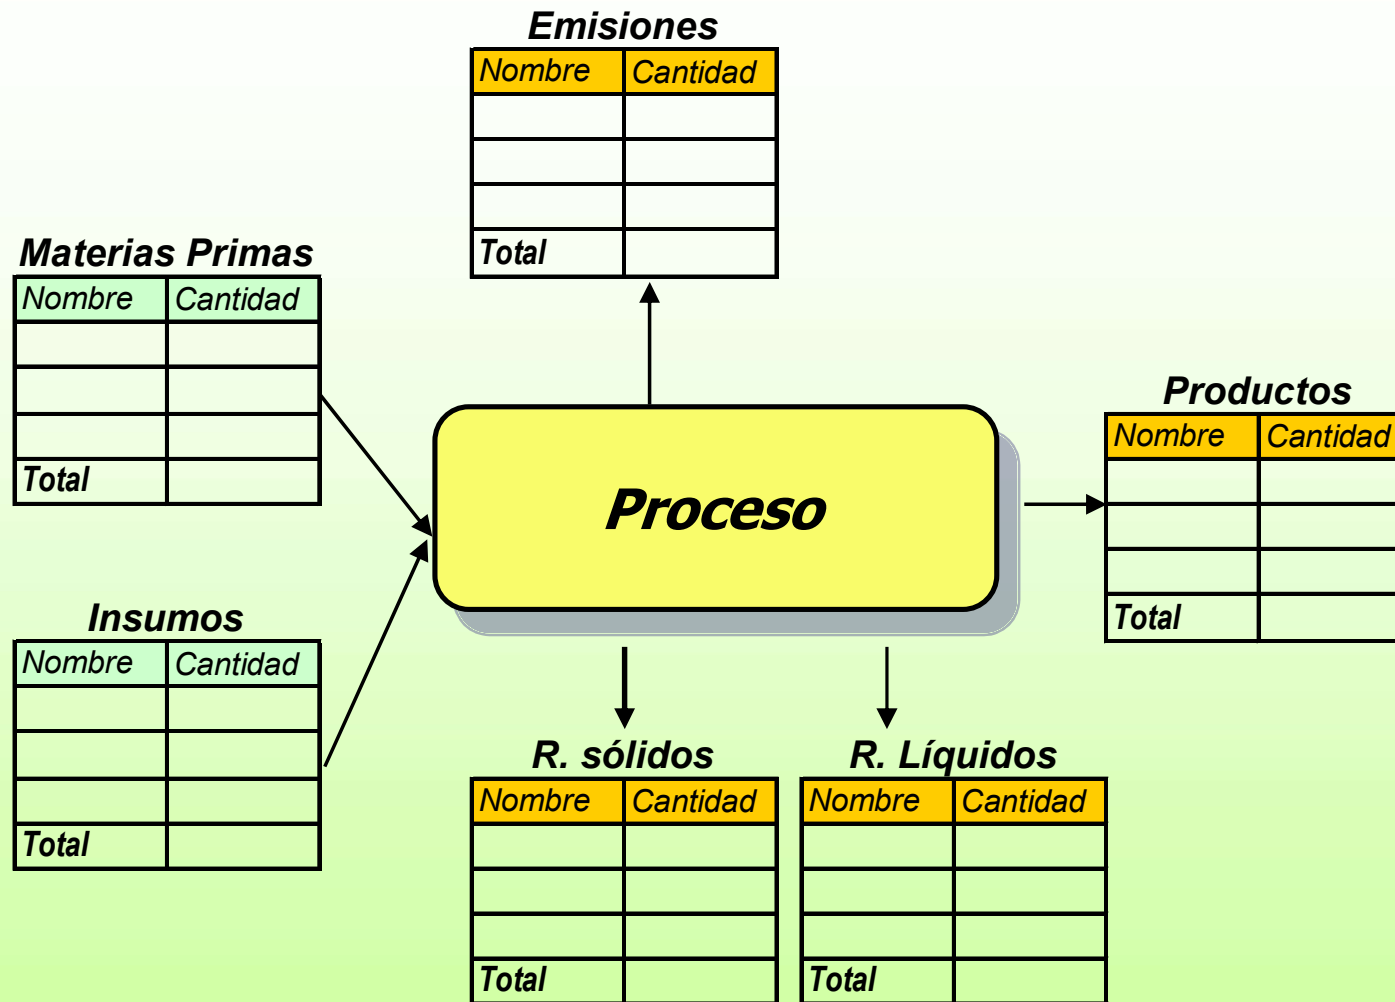 Emisiones
Nombre Cantidad
Total
Materias Primas
Nombre Cantidad
Total
Proceso
Productos
Nombre Cantidad
Total
Insumos
Nombre Cantidad
Total
R. sólidos
Nombre Cantidad
Total
R. Líquidos
Nombre Cantidad
Total